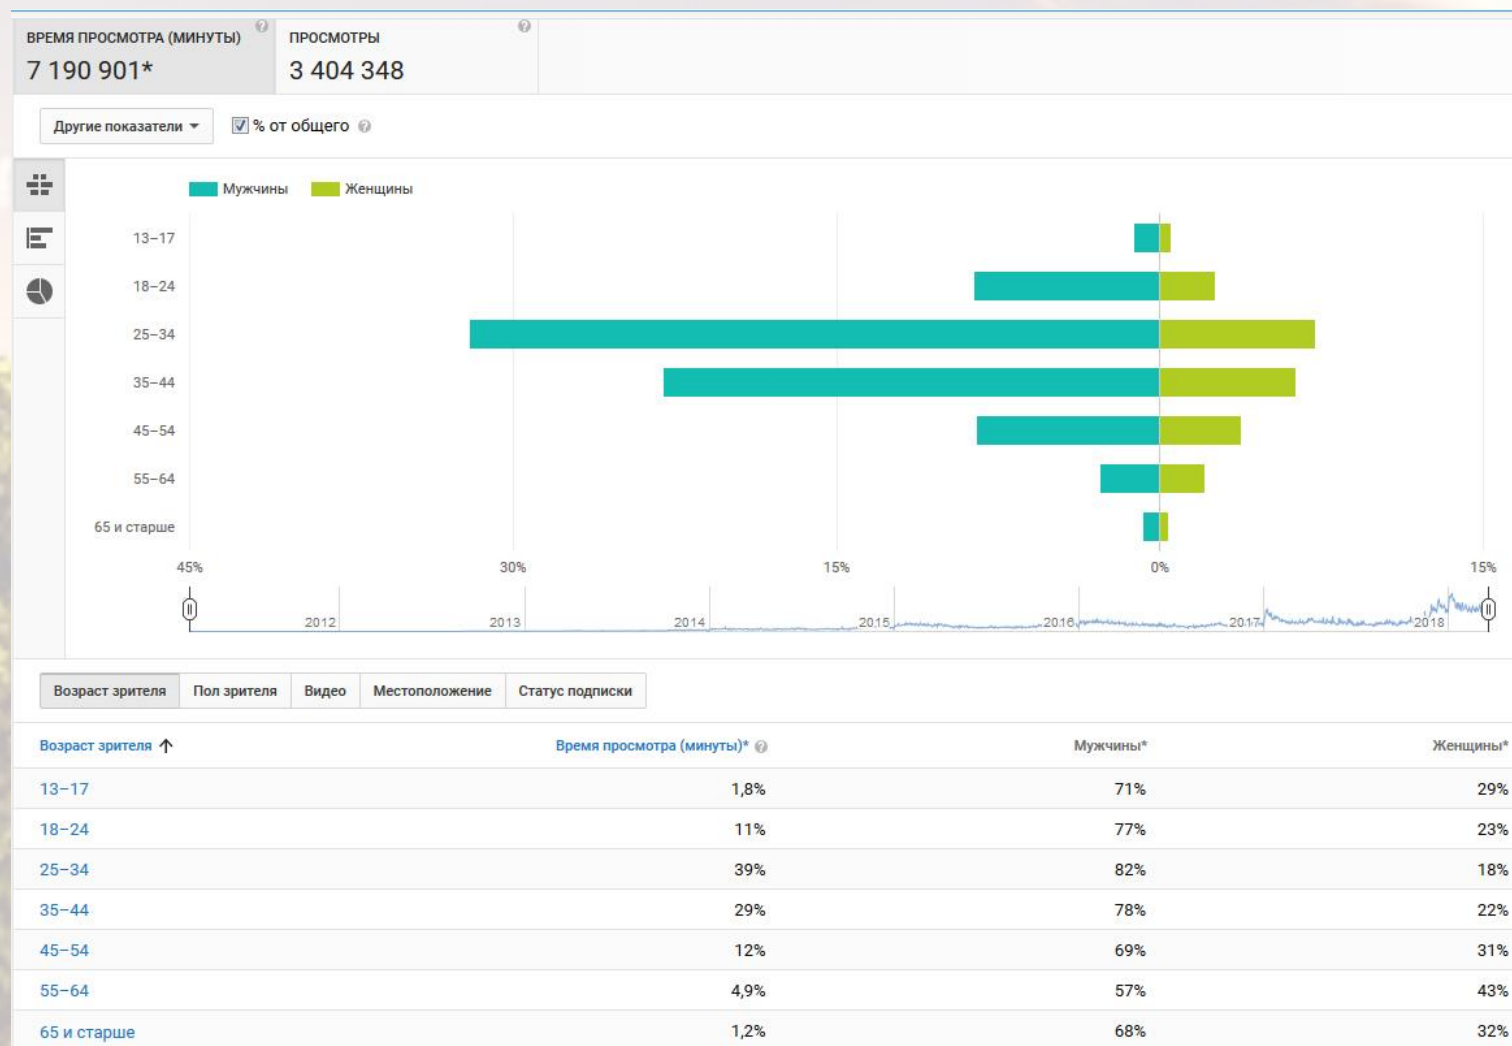 ВРЕМЯ ПРОСМОТРА (МИНУТЫ) ?
7 190 901*
ПРОСМОТРЫ ?
3 404 348
Другие показатели % от общего ?
Мужчины Женщины
13–17
18–24
25–34
35–44
45–54
55–64
65 и старше
45% 30% 15% 0% 15%
2012 2013 2014 2015 2016 2017 2018
Возраст зрителя Пол зрителя Видео Местоположение Статус подписки
Возраст зрителя ↑ Время просмотра (минуты)* ? Мужчины* Женщины*
13–17 1,8% 71% 29%
18–24 11% 77% 23%
25–34 39% 82% 18%
35–44 29% 78% 22%
45–54 12% 69% 31%
55–64 4,9% 57% 43%
65 и старше 1,2% 68% 32%